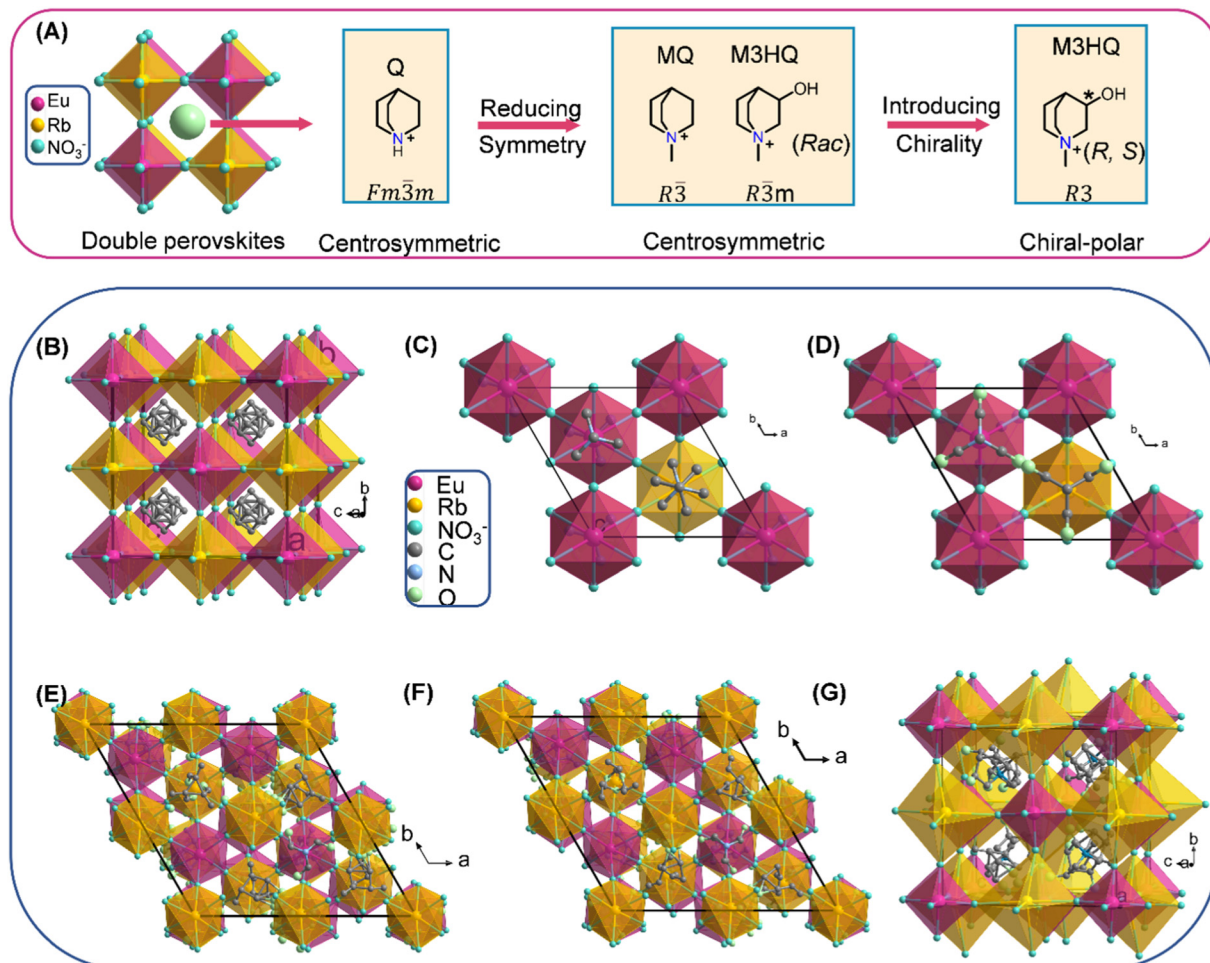 (A)
Eu
Rb
NO₃⁻
Double perovskites
Q
N⁺
H
Fm3̅m
Centrosymmetric
Reducing
Symmetry
MQ
M3HQ
OH
N⁺
N⁺
(Rac)
R3̅
R3̅m
Centrosymmetric
Introducing
Chirality
M3HQ
*
OH
N⁺(R, S)
R3
Chiral-polar
(B)
b
a
b
c a
(C)
b
a
c
(D)
b
a
Eu
Rb
NO₃⁻
C
N
O
(E)
b
a
(F)
b
a
(G)
b
c a
a